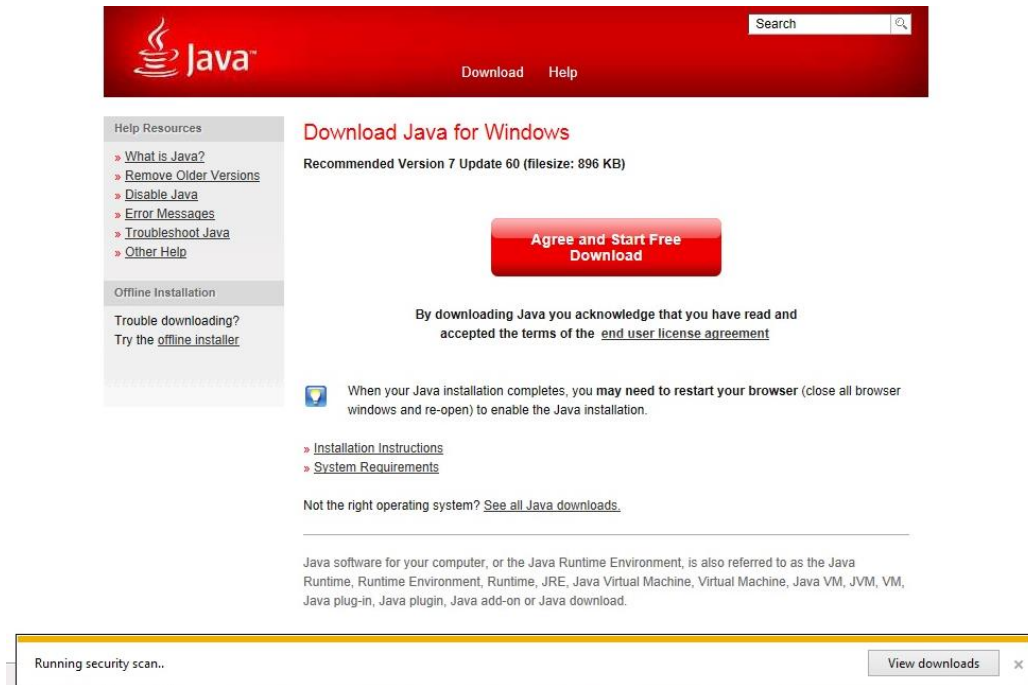 Java™
Search
Download Help
Help Resources
» What is Java?
» Remove Older Versions
» Disable Java
» Error Messages
» Troubleshoot Java
» Other Help
Offline Installation
Trouble downloading?
Try the offline installer
Download Java for Windows
Recommended Version 7 Update 60 (filesize: 896 KB)
Agree and Start Free
Download
By downloading Java you acknowledge that you have read and
accepted the terms of the end user license agreement
When your Java installation completes, you may need to restart your browser (close all browser
windows and re-open) to enable the Java installation.
» Installation Instructions
» System Requirements
Not the right operating system? See all Java downloads.
Java software for your computer, or the Java Runtime Environment, is also referred to as the Java
Runtime, Runtime Environment, Runtime, JRE, Java Virtual Machine, Virtual Machine, Java VM, JVM, VM,
Java plug-in, Java plugin, Java add-on or Java download.
Running security scan..
View downloads ×